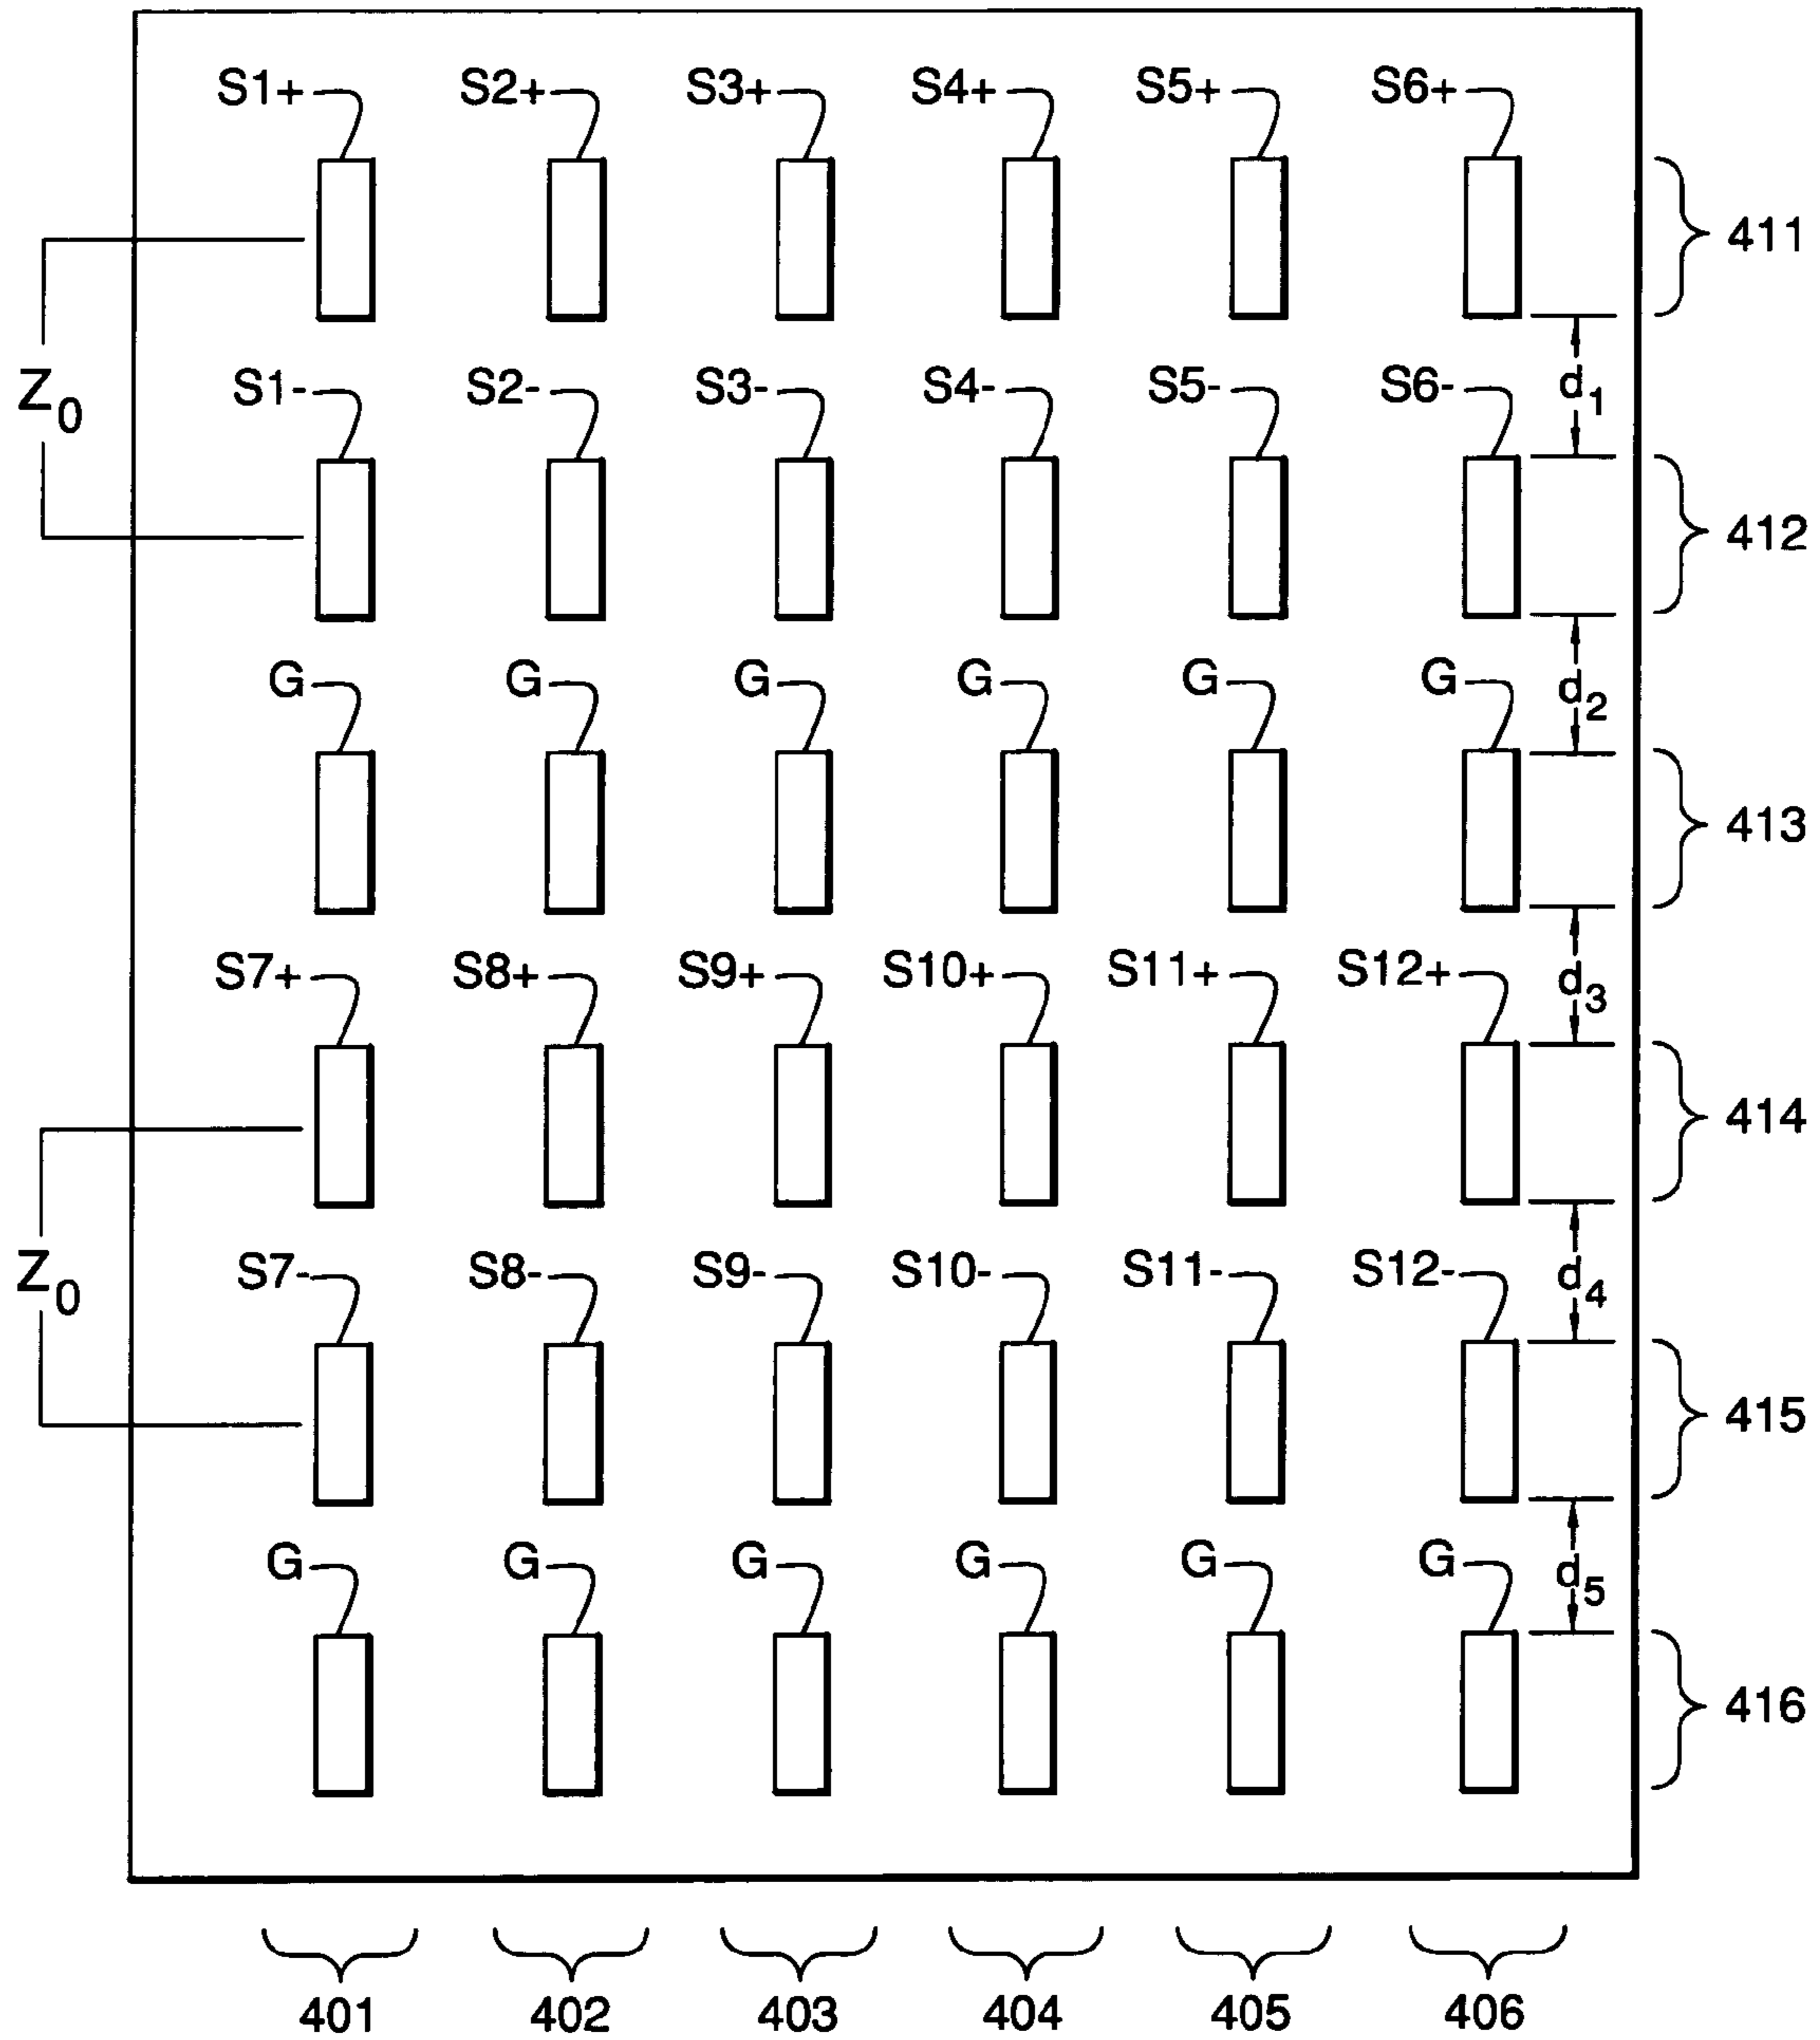 S1+ S2+ S3+ S4+ S5+ S6+
411
Z0 S1- S2- S3- S4- S5- S6- d1
412
G G G G G G d2
413
S7+ S8+ S9+ S10+ S11+ S12+ d3
414
Z0 S7- S8- S9- S10- S11- S12- d4
415
G G G G G G d5
416
401 402 403 404 405 406